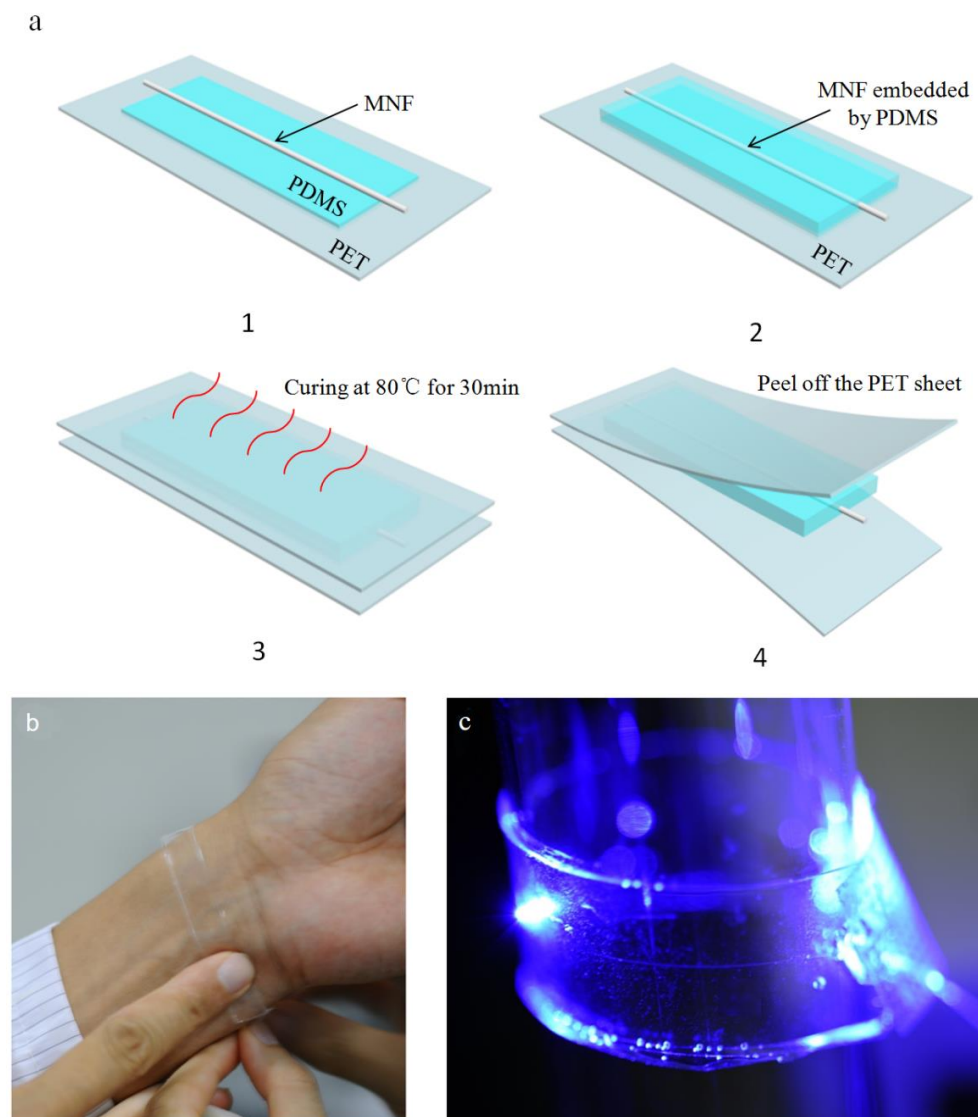 a
MNF
PDMS
PET
1
MNF embedded
by PDMS
PET
2
Curing at 80℃ for 30min
3
Peel off the PET sheet
4
b
c